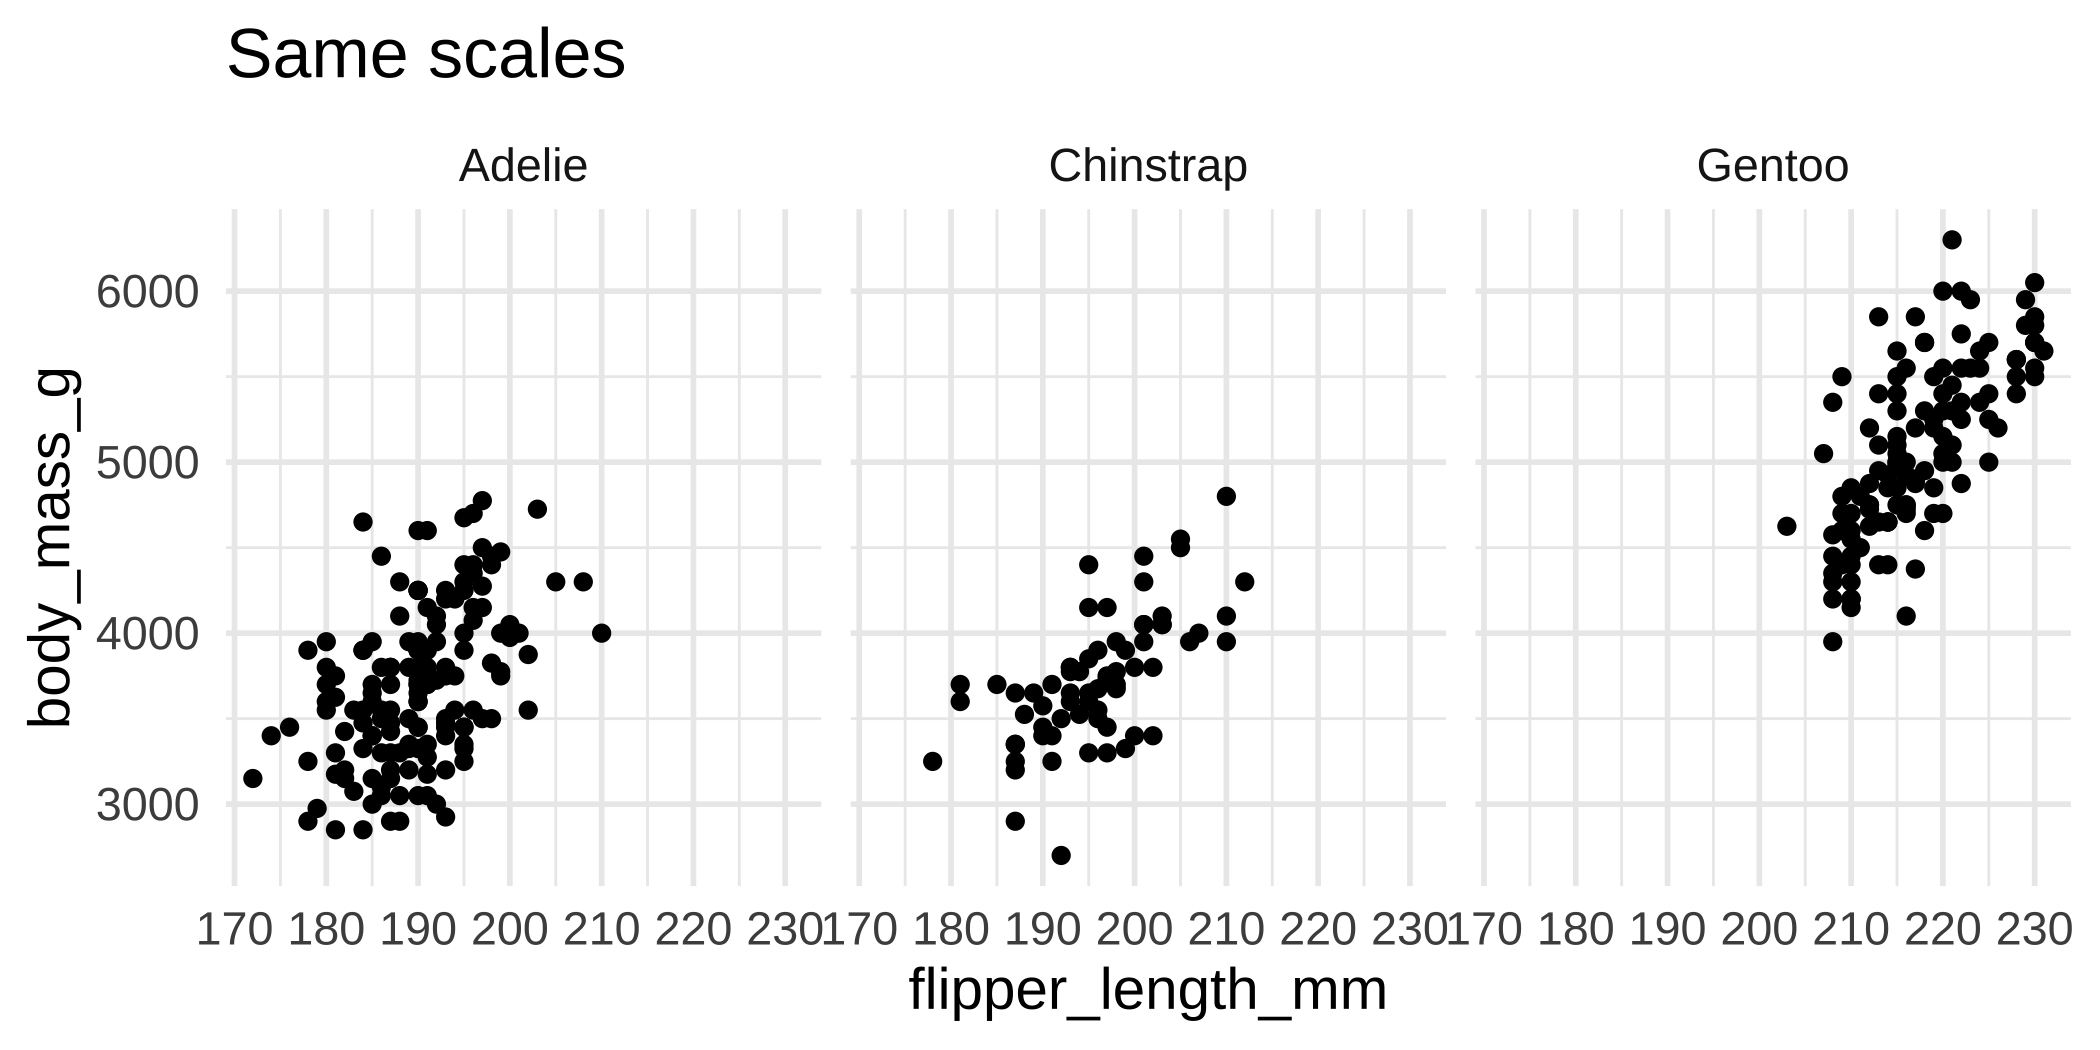 Same scales
Adelie Chinstrap Gentoo
6000
5000
4000
3000
body_mass_g
170 180 190 200 210 220 230 170 180 190 200 210 220 230 170 180 190 200 210 220 230
flipper_length_mm